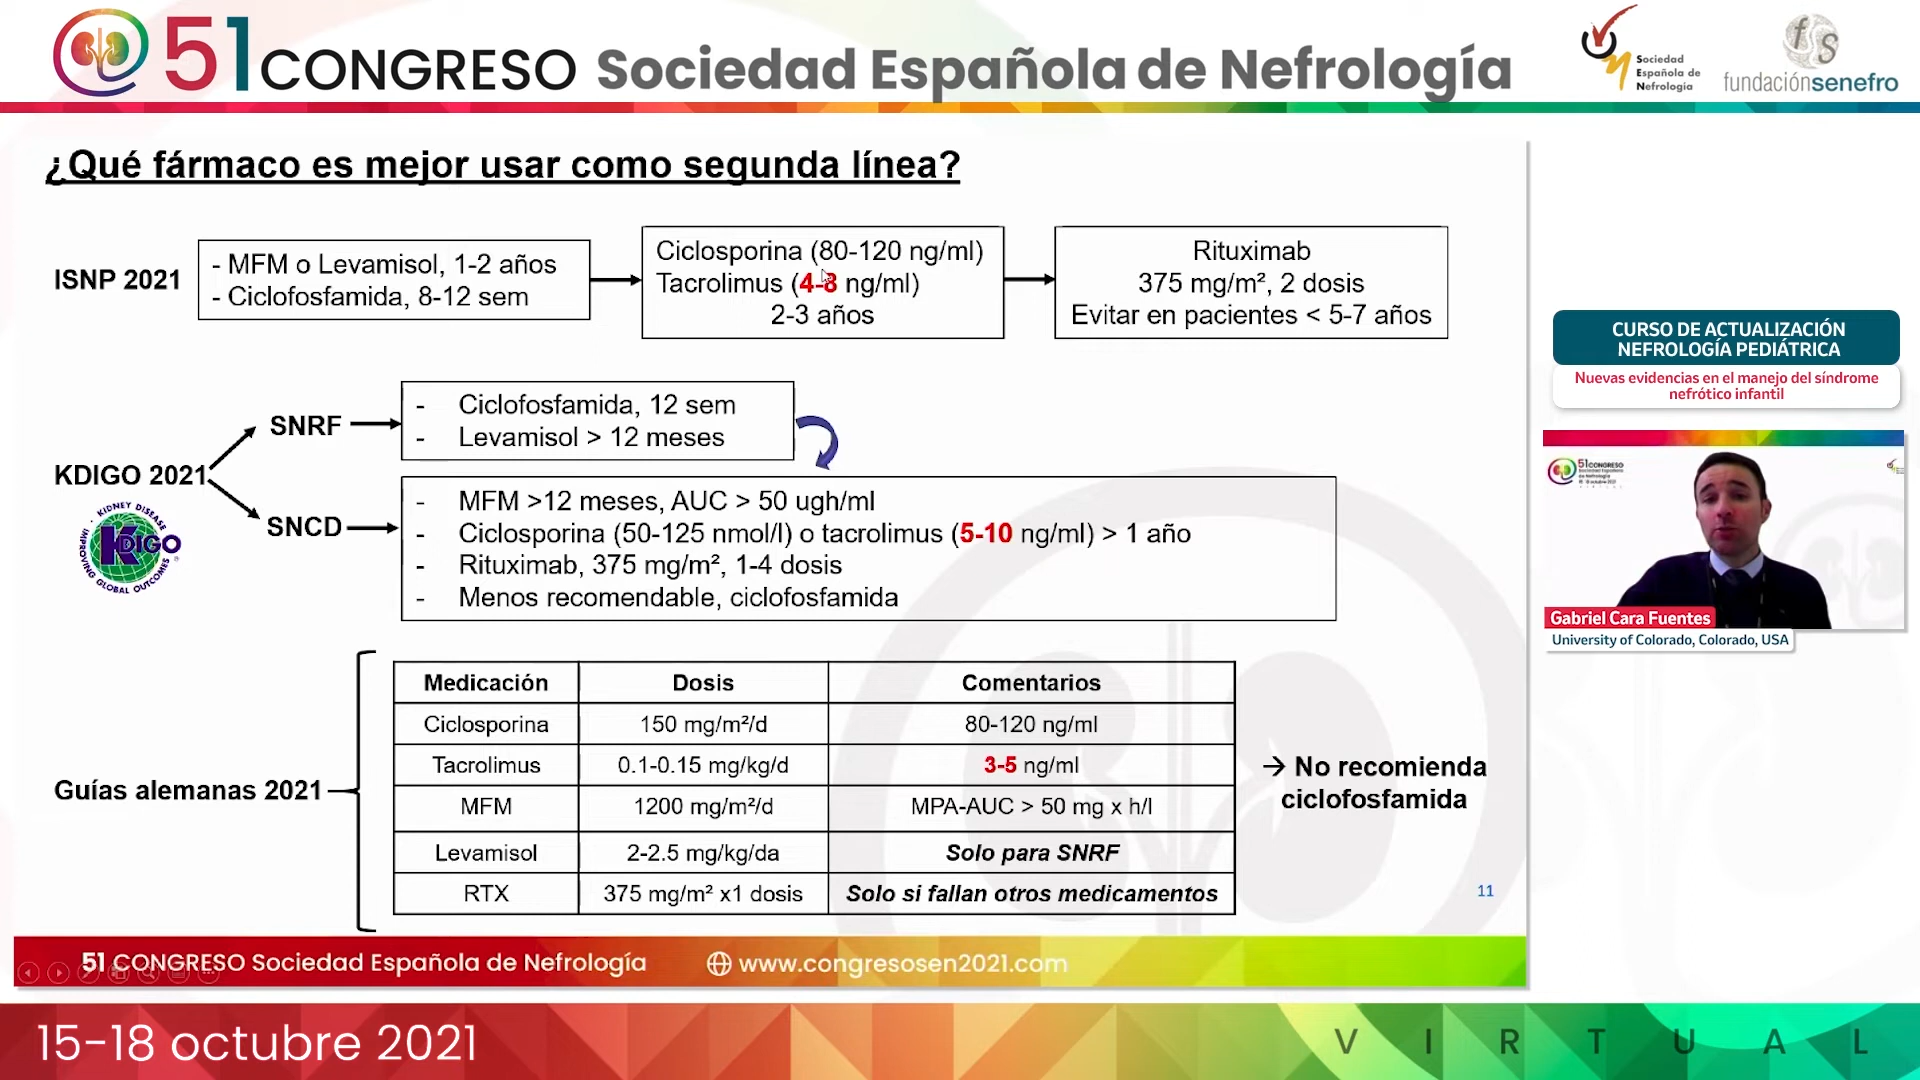 51 CONGRESO Sociedad Española de Nefrología
Sociedad
Española de
Nefrología
fundaciónsenefro
¿Qué fármaco es mejor usar como segunda línea?
ISNP 2021
- MFM o Levamisol, 1-2 años
- Ciclofosfamida, 8-12 sem
Ciclosporina (80-120 ng/ml)
Tacrolimus (4-8 ng/ml)
2-3 años
Rituximab
375 mg/m², 2 dosis
Evitar en pacientes < 5-7 años
KDIGO 2021
SNRF
- Ciclofosfamida, 12 sem
- Levamisol > 12 meses
SNCD
- MFM >12 meses, AUC > 50 ugh/ml
- Ciclosporina (50-125 nmol/l) o tacrolimus (5-10 ng/ml) > 1 año
- Rituximab, 375 mg/m², 1-4 dosis
- Menos recomendable, ciclofosfamida
KIDNEY DISEASE
KDIGO
IMPROVING GLOBAL OUTCOMES
Guías alemanas 2021
Medicación Dosis Comentarios
Ciclosporina 150 mg/m²/d 80-120 ng/ml
Tacrolimus 0.1-0.15 mg/kg/d 3-5 ng/ml
MFM 1200 mg/m²/d MPA-AUC > 50 mg x h/l
Levamisol 2-2.5 mg/kg/da Solo para SNRF
RTX 375 mg/m² x1 dosis Solo si fallan otros medicamentos
→ No recomienda
ciclofosfamida
11
51 CONGRESO Sociedad Española de Nefrología
www.congresosen2021.com
CURSO DE ACTUALIZACIÓN
NEFROLOGÍA PEDIÁTRICA
Nuevas evidencias en el manejo del síndrome
nefrótico infantil
51 CONGRESO
Gabriel Cara Fuentes
University of Colorado, Colorado, USA
15-18 octubre 2021
VIRTUAL